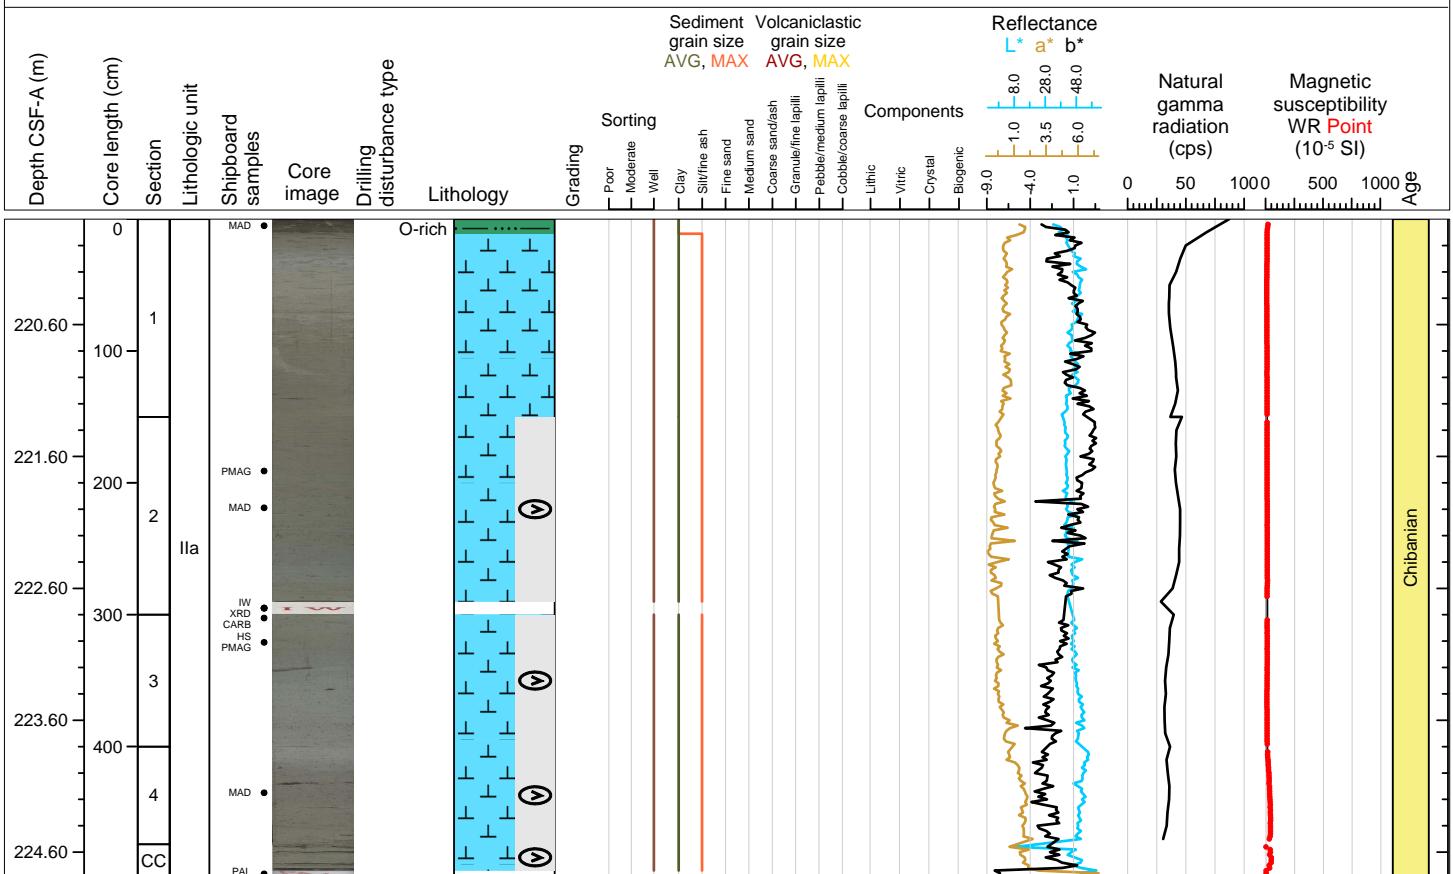 Depth CSF-A (m)
Core length (cm)
Section
Lithologic unit
Shipboard
samples
Core
image
Drilling
disturbance type
Lithology
Grading
Sorting
Poor
Moderate
Well
Sediment
grain size
AVG, MAX
Volcaniclastic
grain size
AVG, MAX
Clay
Silt/fine ash
Fine sand
Medium sand
Coarse sand/ash
Granule/fine lapilli
Pebble/medium lapilli
Cobble/coarse lapilli
Components
Lithic
Vitric
Crystal
Biogenic
Reflectance
L* a* b*
8.0 28.0 48.0
1.0 3.5 6.0
-9.0 -4.0 1.0
Natural
gamma
radiation
(cps)
0 50 100
Magnetic
susceptibility
WR Point
(10-5 SI)
0 0 500 1000
Age
0
MAD
O-rich
1
220.60
100
PMAG
221.60
200
MAD
2
IIa
Chibanian
222.60
IW
300
XRD
CARB
HS
PMAG
I W
3
223.60
400
MAD
4
224.60
CC
PAL